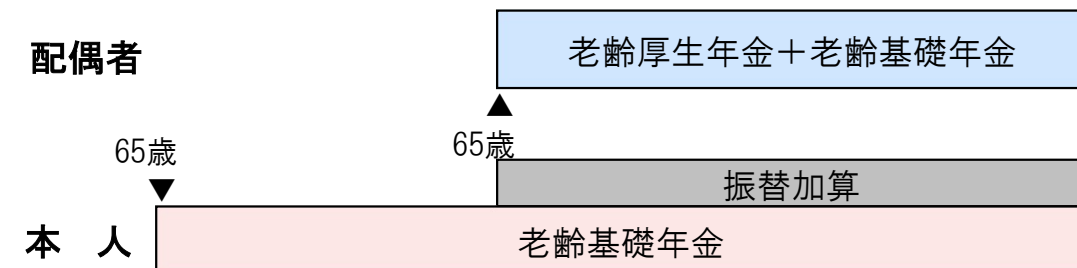 配偶者
老齢厚生年金＋老齢基礎年金
65歳
65歳
振替加算
本　人
老齢基礎年金